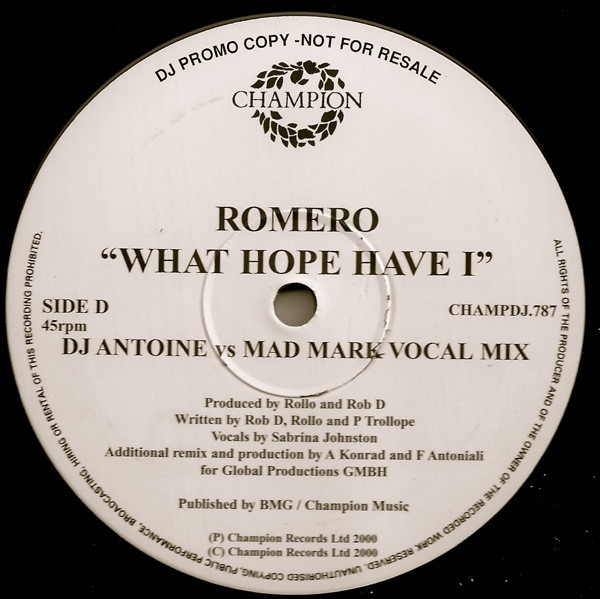 DJ PROMO COPY -NOT FOR RESALE
CHAMPION
ROMERO
“WHAT HOPE HAVE I”
SIDE D
45rpm
CHAMPDJ.787
DJ ANTOINE vs MAD MARK VOCAL MIX
Produced by Rollo and Rob D
Written by Rob D, Rollo and P Trollope
Vocals by Sabrina Johnston
Additional remix and production by A Konrad and F Antoniali
for Global Productions GMBH
Published by BMG / Champion Music
(P) Champion Records Ltd 2000
(C) Champion Records Ltd 2000
ALL RIGHTS OF THE PRODUCER AND OF THE OWNER OF THE RECORDED WORK RESERVED. UNAUTHORISED COPYING, PUBLIC PERFORMANCE, BROADCASTING, HIRING OR RENTAL OF THIS RECORDING PROHIBITED.